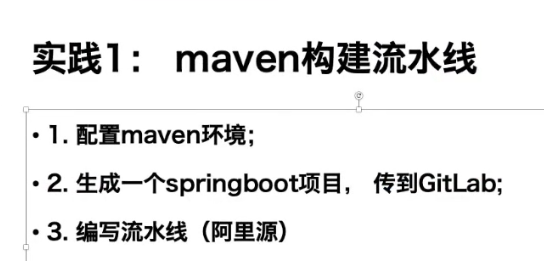 实践1： maven构建流水线
• 1. 配置maven环境；
• 2. 生成一个springboot项目， 传到GitLab;
• 3. 编写流水线（阿里源）